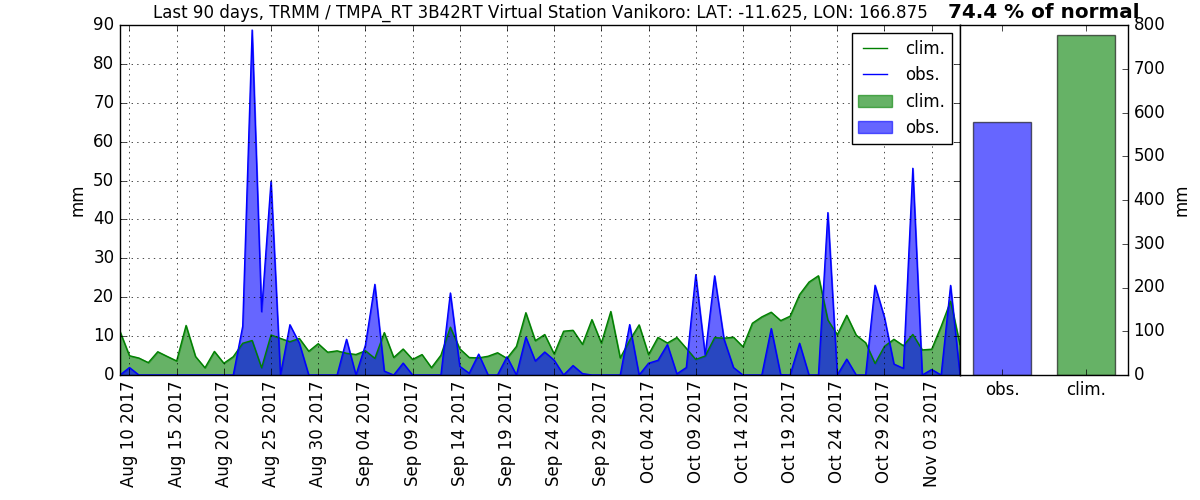 Last 90 days, TRMM / TMPA_RT 3B42RT Virtual Station Vanikoro: LAT: -11.625, LON: 166.875
74.4 % of normal
90
80
70
60
50
40
30
20
10
0
mm
clim.
obs.
clim.
obs.
Aug 10 2017
Aug 15 2017
Aug 20 2017
Aug 25 2017
Aug 30 2017
Sep 04 2017
Sep 09 2017
Sep 14 2017
Sep 19 2017
Sep 24 2017
Sep 29 2017
Oct 04 2017
Oct 09 2017
Oct 14 2017
Oct 19 2017
Oct 24 2017
Oct 29 2017
Nov 03 2017
800
700
600
500
400
300
200
100
0
mm
obs.
clim.